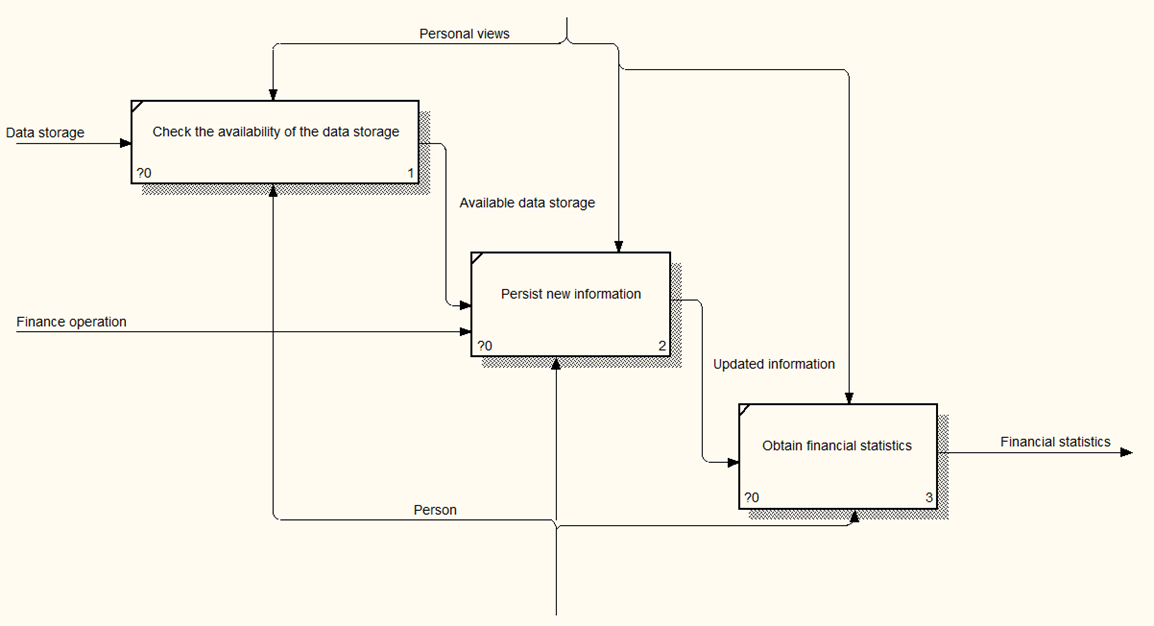 Personal views
Data storage
Check the availability of the data storage
?0
1
Available data storage
Finance operation
Persist new information
?0
2
Updated information
Obtain financial statistics
?0
3
Financial statistics
Person